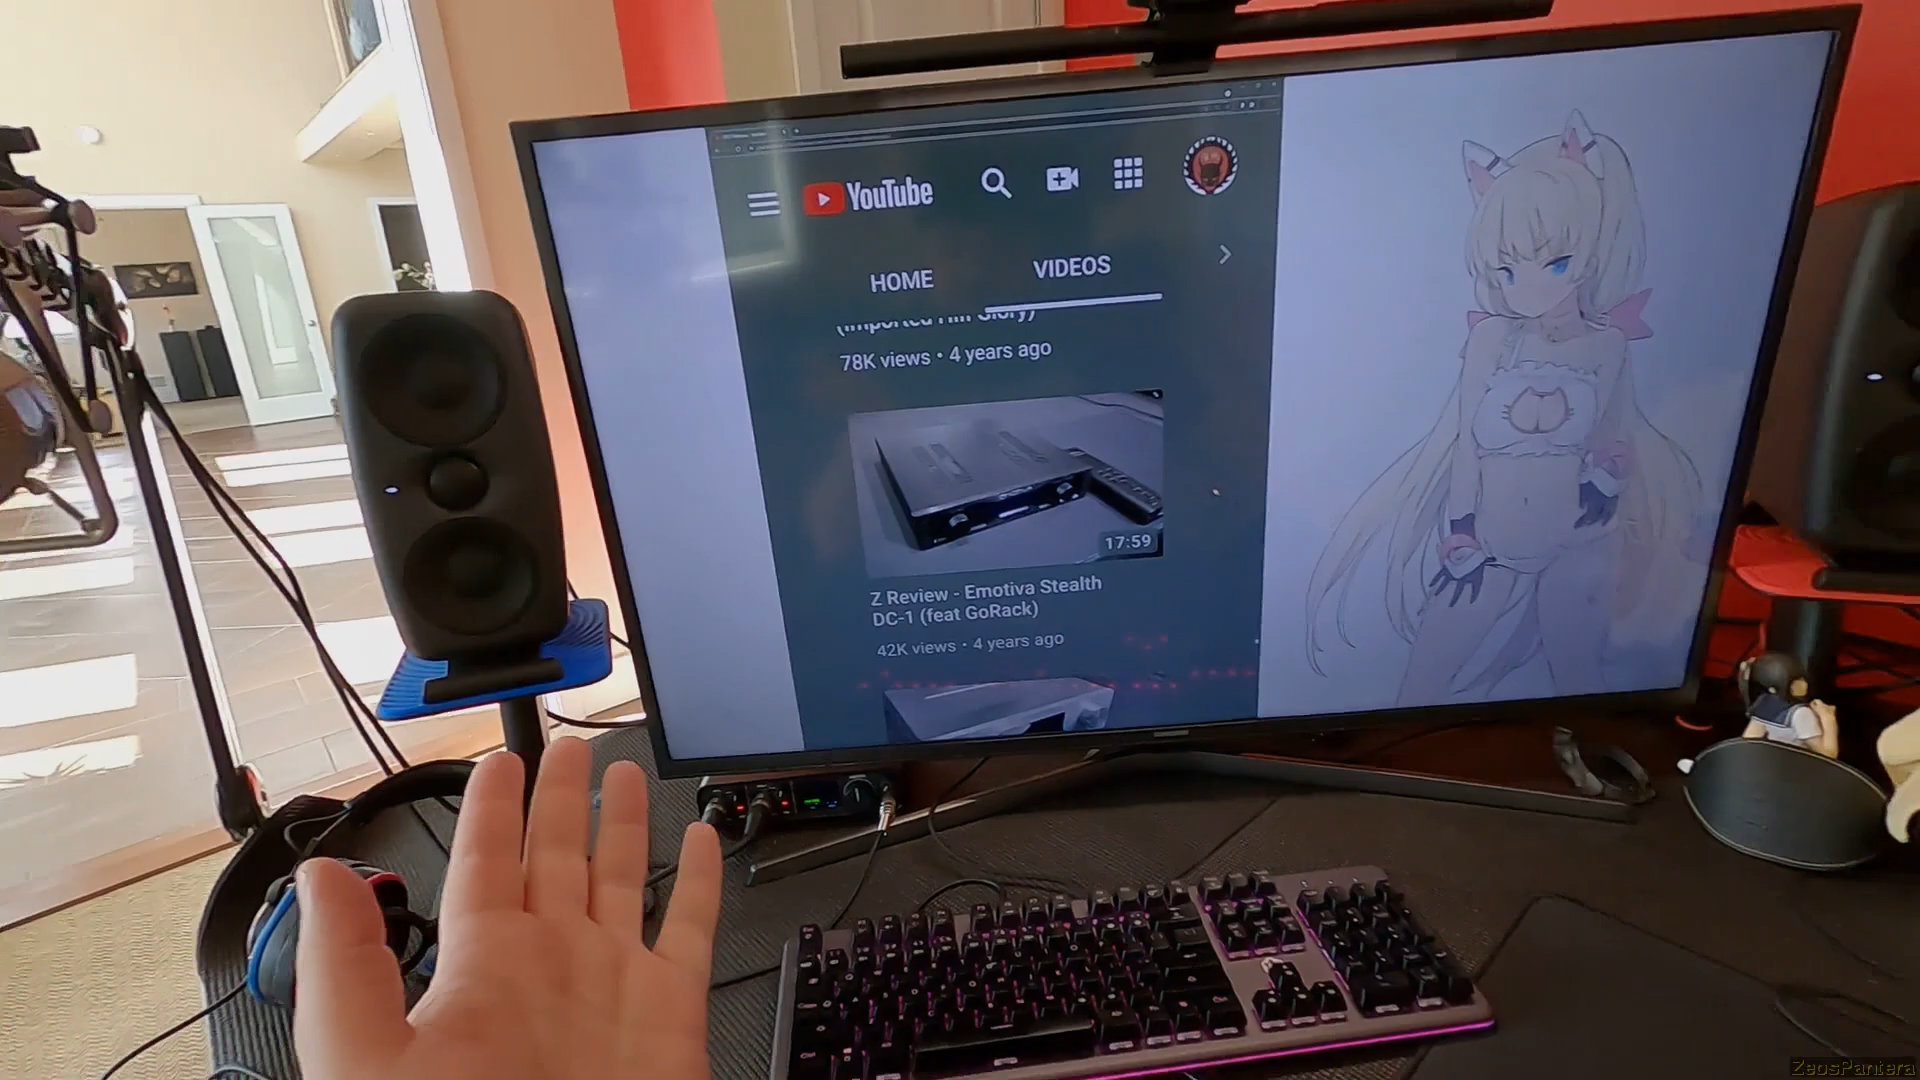 YouTube
HOME
VIDEOS
78K views • 4 years ago
17:59
Z Review - Emotiva Stealth
DC-1 (feat GoRack)
42K views • 4 years ago
ZeosPantera